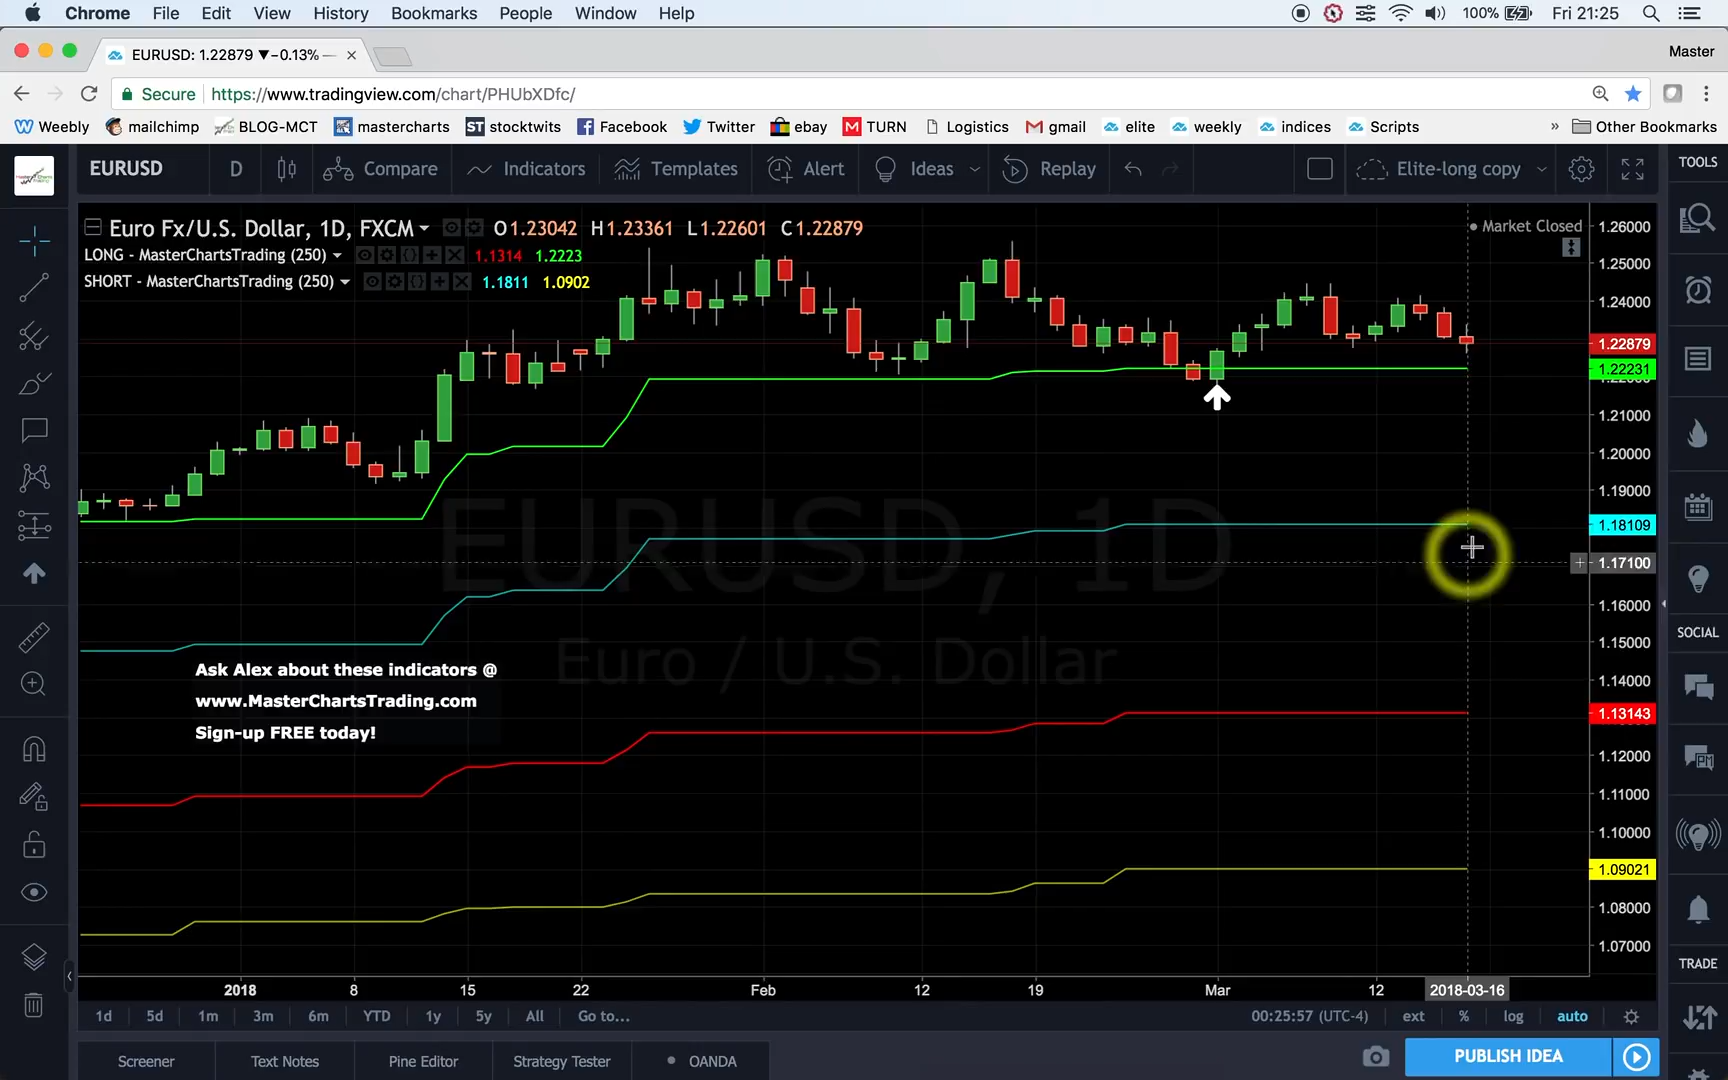 Chrome File Edit View History Bookmarks People Window Help 100% Fri 21:25
EURUSD: 1.22879 ▼−0.13% — × Master
Secure https://www.tradingview.com/chart/PHUbXDfc/
Weebly mailchimp BLOG-MCT mastercharts ST stocktwits Facebook Twitter ebay TURN Logistics gmail elite weekly indices Scripts » Other Bookmarks
EURUSD D Compare Indicators Templates Alert Ideas Replay Elite-long copy TOOLS
Euro Fx/U.S. Dollar, 1D, FXCM O1.23042 H1.23361 L1.22601 C1.22879 Market Closed 1.26000
LONG - MasterChartsTrading (250) 1.1314 1.2223
1.25000
SHORT - MasterChartsTrading (250) 1.1811 1.0902
1.24000
1.22879
1.22231
1.21000
1.20000
1.19000
1.18109
EURUSD, 1D
1.17100
1.16000
SOCIAL
1.15000
Euro / U.S. Dollar
Ask Alex about these indicators @
1.14000
www.MasterChartsTrading.com
1.13143
Sign-up FREE today!
1.12000
1.11000
1.10000
1.09021
1.08000
1.07000
TRADE
2018 8 15 22 Feb 12 19 Mar 12 2018-03-16
1d 5d 1m 3m 6m YTD 1y 5y All Go to... 00:25:57 (UTC-4) ext % log auto
Screener Text Notes Pine Editor Strategy Tester OANDA PUBLISH IDEA